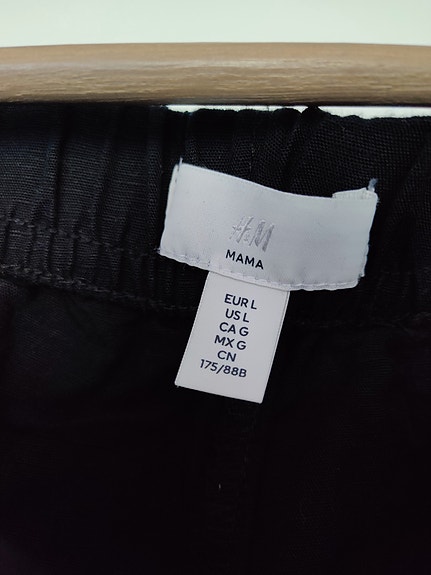 H&M
MAMA
EUR L
US L
CA G
MX G
CN
175/88B